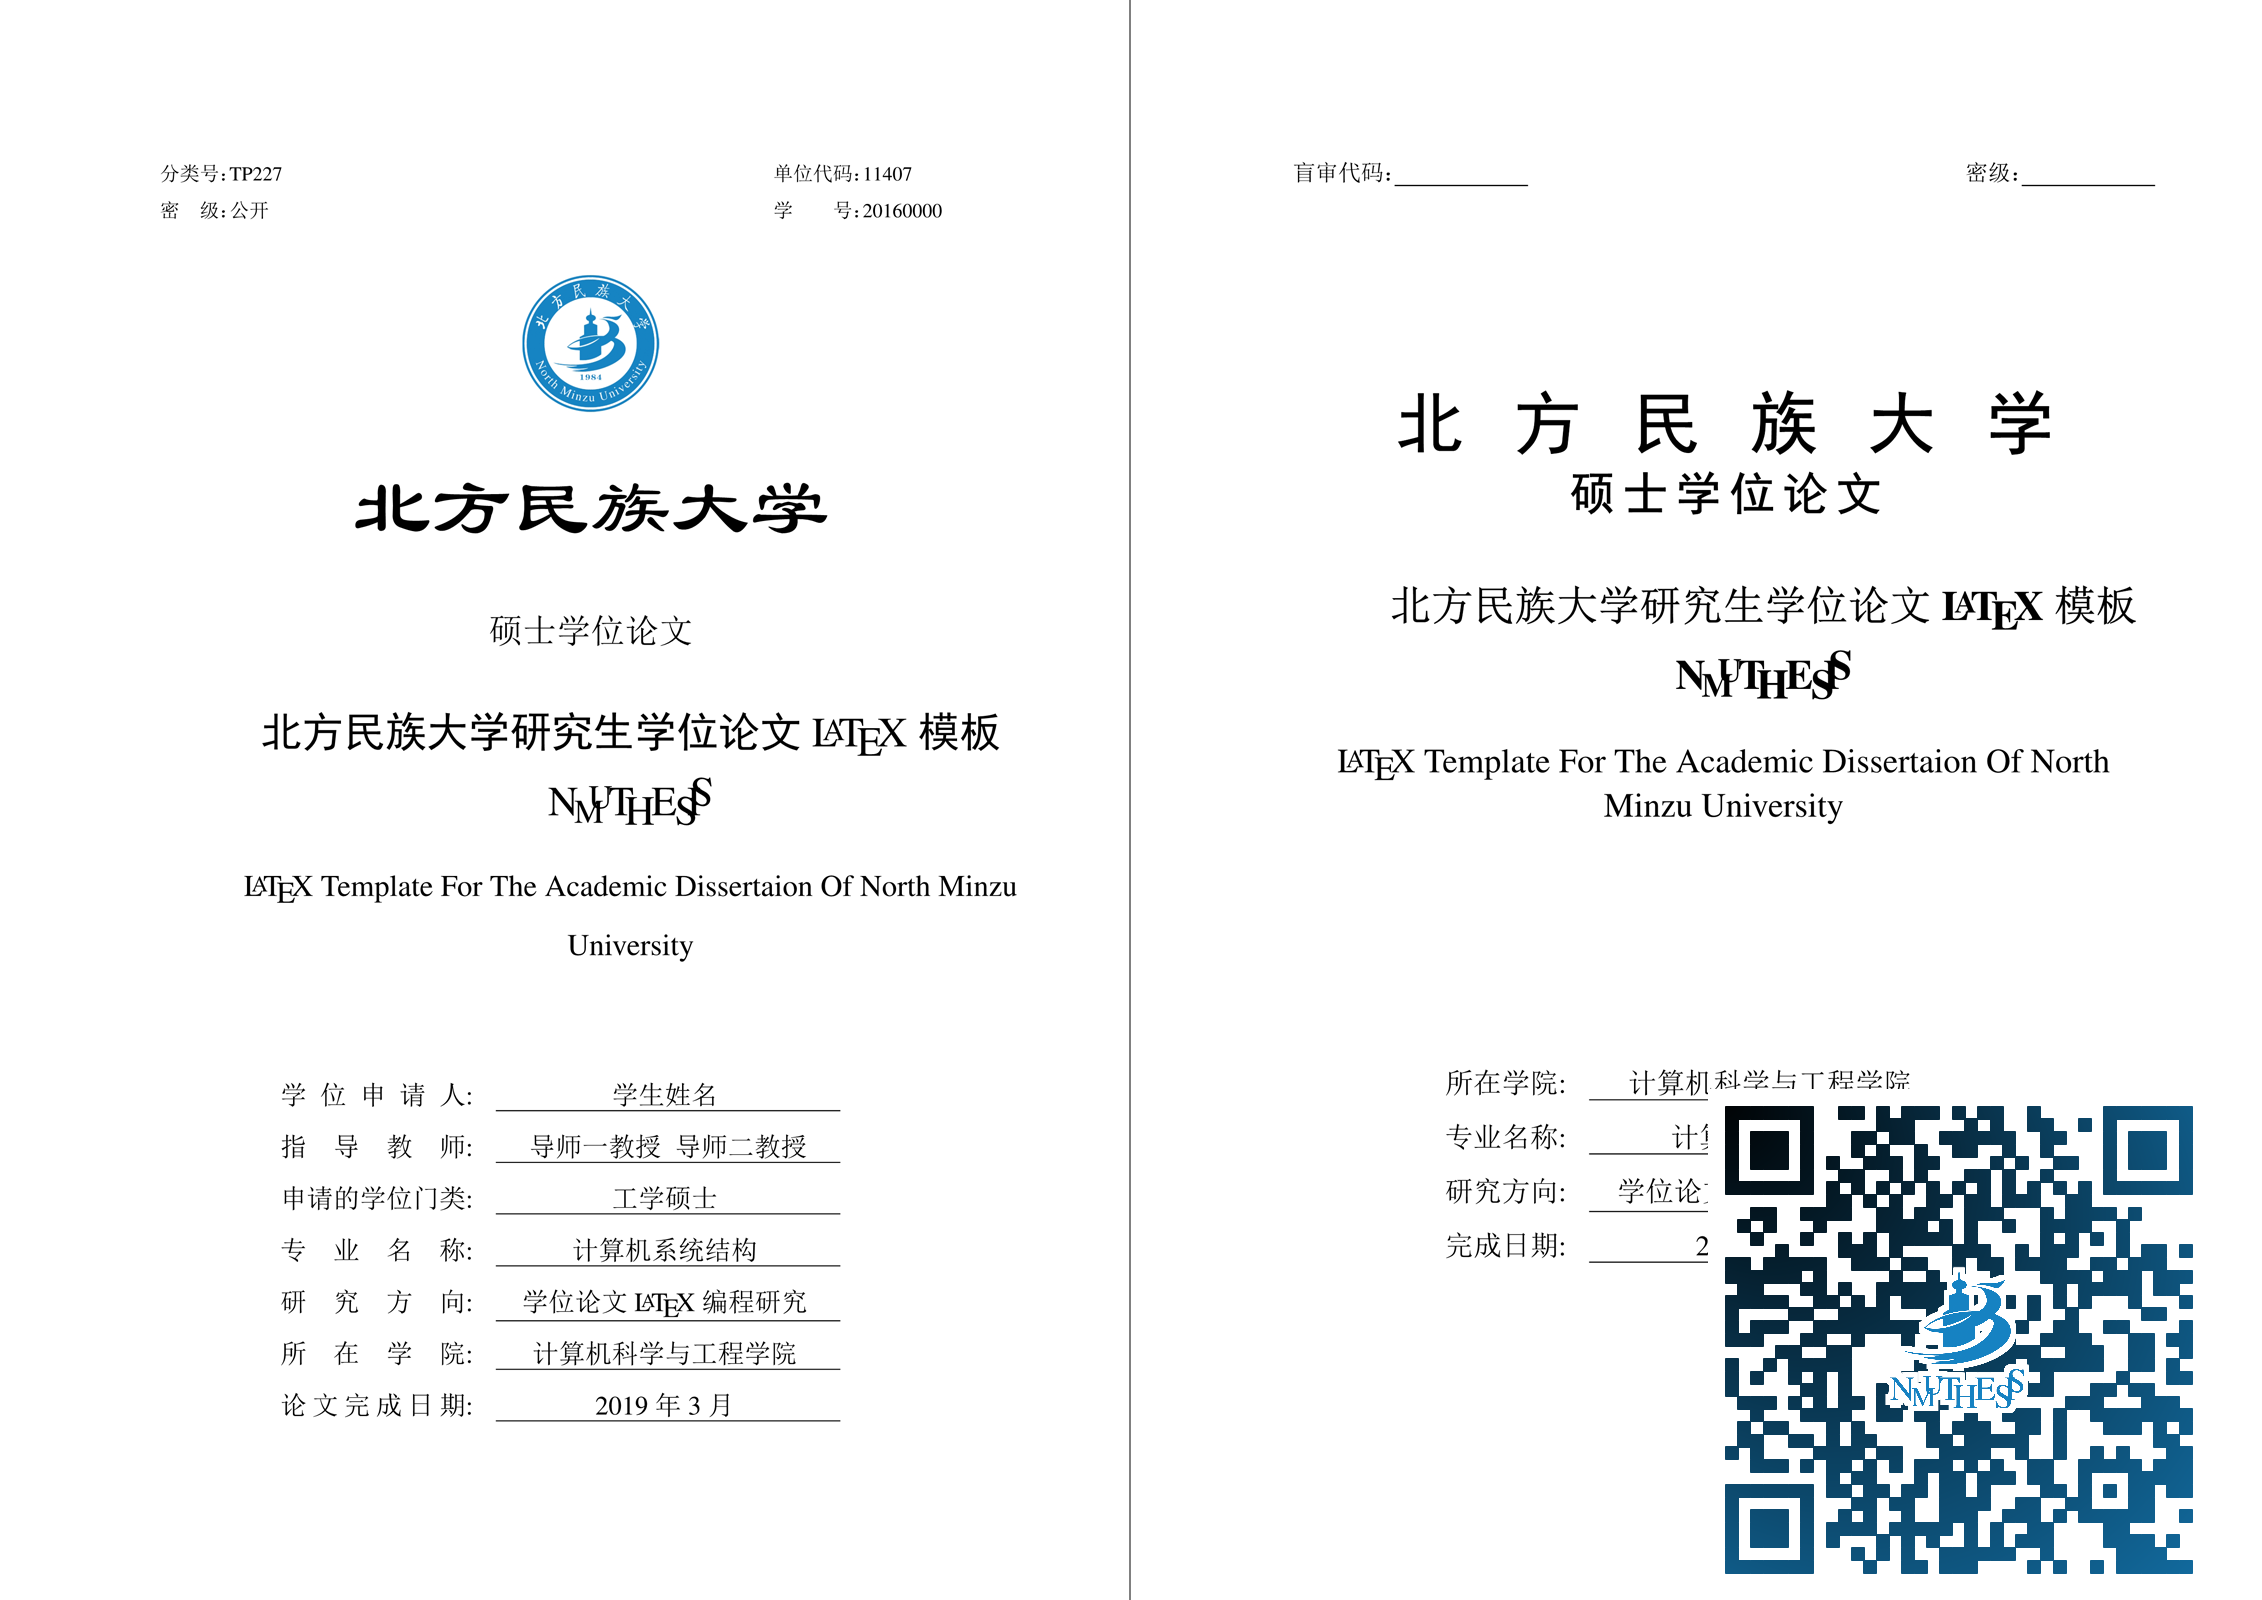 分类号:TP227
单位代码:11407
密 级:公开
学 号:20160000
北方民族大学
1984
North Minzu University
北方民族大学
硕士学位论文
北方民族大学研究生学位论文 LATEX 模板
NMUTHESIS
LATEX Template For The Academic Dissertaion Of North Minzu
University
学位申请人: 学生姓名
指导教师: 导师一教授 导师二教授
申请的学位门类: 工学硕士
专业名称: 计算机系统结构
研究方向: 学位论文 LATEX 编程研究
所在学院: 计算机科学与工程学院
论文完成日期: 2019 年 3 月
盲审代码:
密级:
北方民族大学
硕士学位论文
北方民族大学研究生学位论文 LATEX 模板
NMUTHESIS
LATEX Template For The Academic Dissertaion Of North
Minzu University
所在学院: 计算机科学与工程学院
专业名称: 计
研究方向: 学位论
完成日期: 2
NMUTHESIS